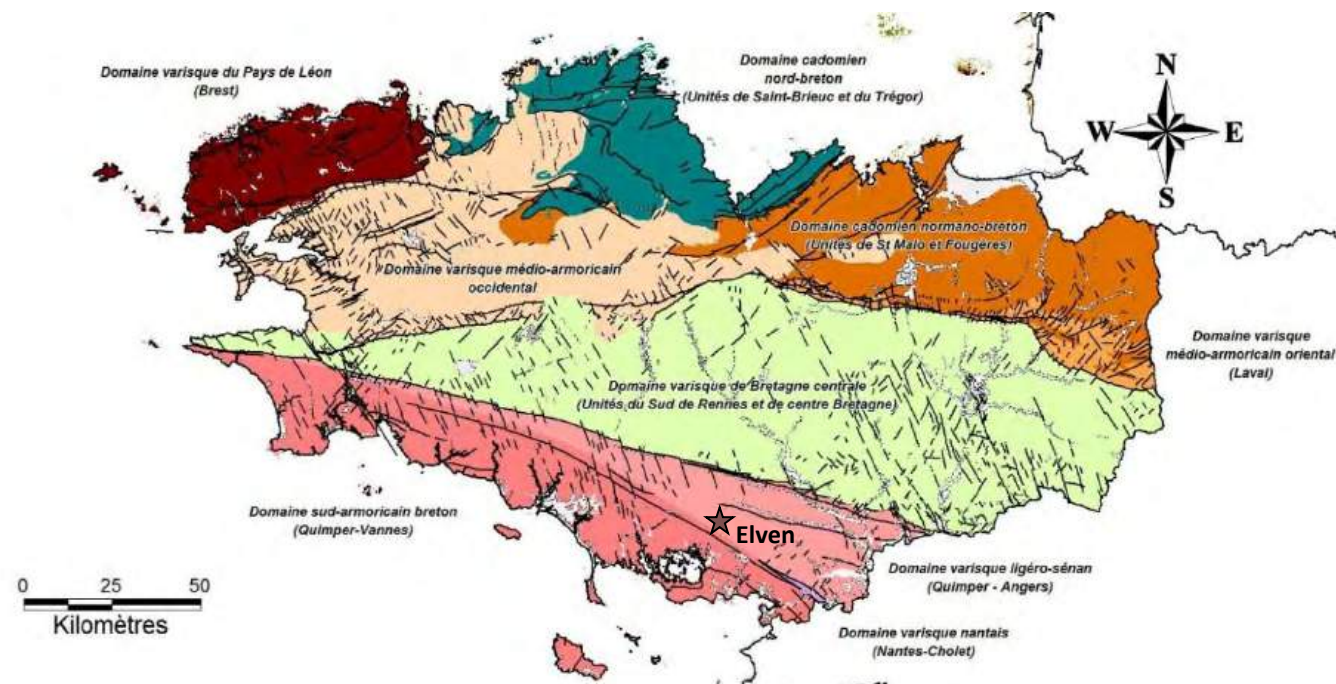 Domaine varisque du Pays de Léon
(Brest)
Domaine cadomien
nord-breton
(Unités de Saint-Brieuc et du Trégor)
N
W
E
S
Domaine cadomien normano-breton
(Unités de St Malo et Fougères)
Domaine varisque médio-armoricain
occidental
Domaine varisque
médio-armoricain oriental
(Laval)
Domaine varisque de Bretagne centrale
(Unités du Sud de Rennes et de centre Bretagne)
Domaine sud-armoricain breton
(Quimper-Vannes)
Elven
Domaine varisque ligéro-sénan
(Quimper - Angers)
0 25 50
Kilomètres
Domaine varisque nantais
(Nantes-Cholet)